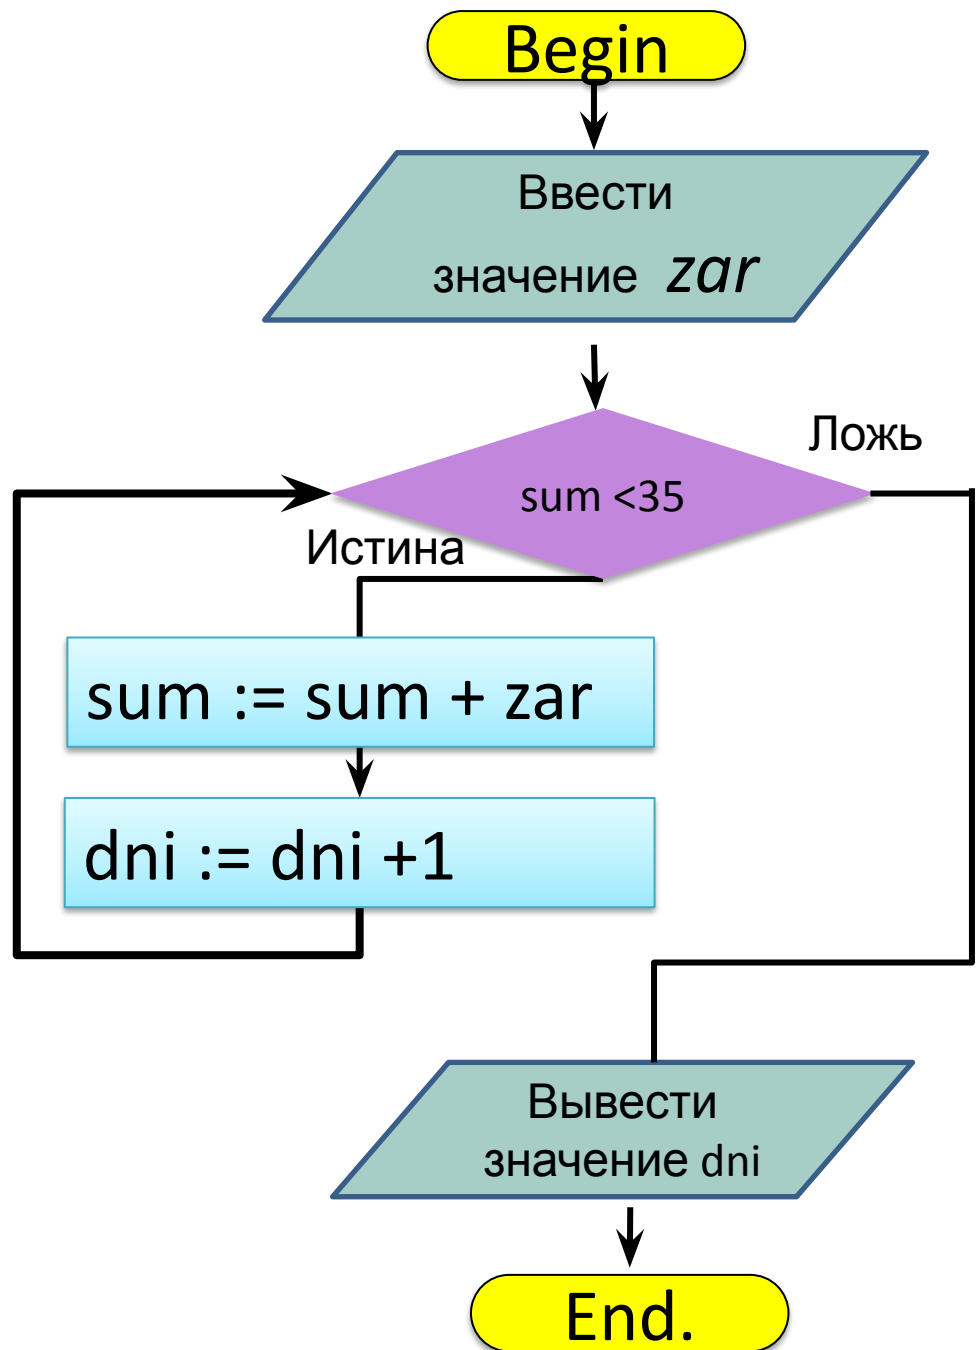 Begin
Ввести
значение zar
Ложь
sum <35
Истина
sum := sum + zar
dni := dni +1
Вывести
значение dni
End.